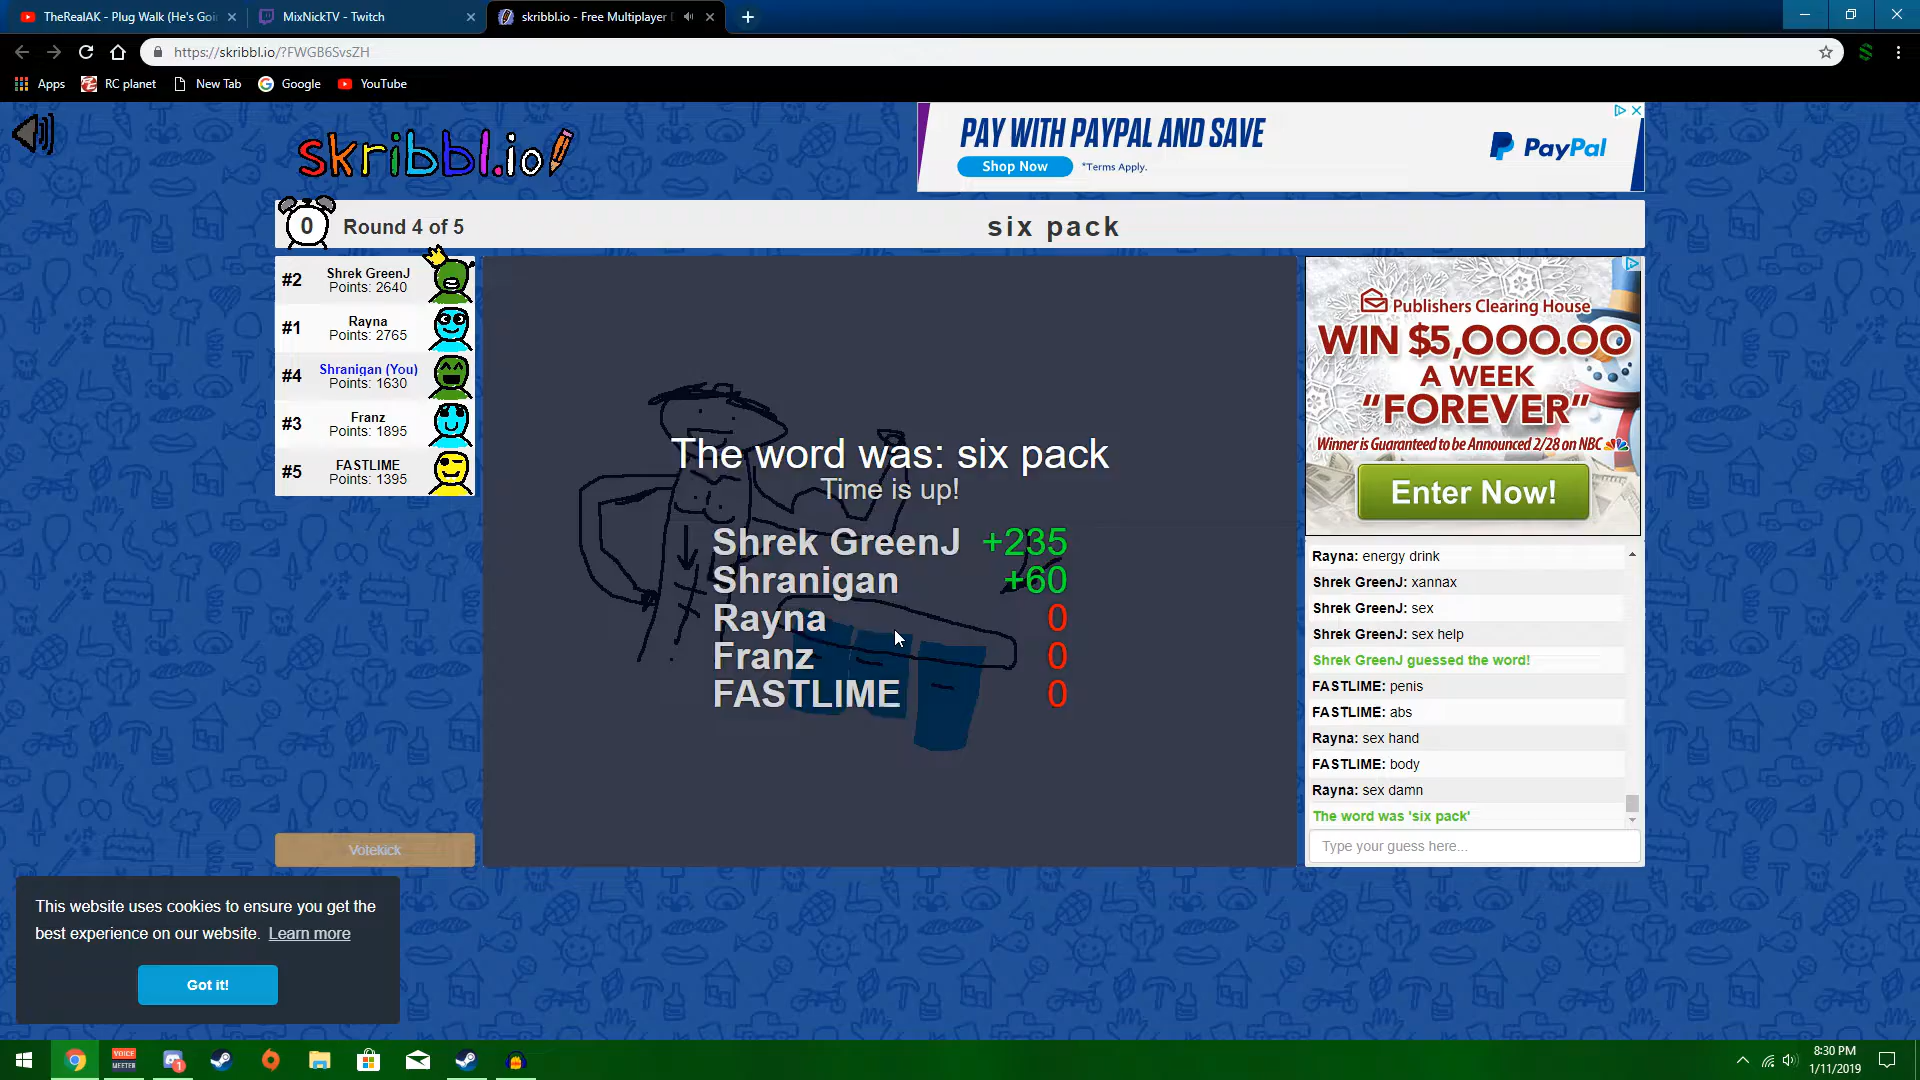 TheRealAK - Plug Walk (He's Goi
MixNickTV - Twitch
skribbl.io - Free Multiplayer
https://skribbl.io/?FWGB6SvsZH
Apps
RC planet
New Tab
Google
YouTube
skribbl.io
PAY WITH PAYPAL AND SAVE
Shop Now
*Terms Apply.
PayPal
0
Round 4 of 5
six pack
#2
Shrek GreenJ
Points: 2640
#1
Rayna
Points: 2765
#4
Shranigan (You)
Points: 1630
#3
Franz
Points: 1895
#5
FASTLIME
Points: 1395
The word was: six pack
Time is up!
Shrek GreenJ +235
Shranigan +60
Rayna 0
Franz 0
FASTLIME 0
Publishers Clearing House
WIN $5,000.00
A WEEK
"FOREVER"
Winner is Guaranteed to be Announced 2/28 on NBC
Enter Now!
Rayna: energy drink
Shrek GreenJ: xannax
Shrek GreenJ: sex
Shrek GreenJ: sex help
Shrek GreenJ guessed the word!
FASTLIME: penis
FASTLIME: abs
Rayna: sex hand
FASTLIME: body
Rayna: sex damn
The word was 'six pack'
Type your guess here...
Votekick
This website uses cookies to ensure you get the
best experience on our website. Learn more
Got it!
VOICE
MEETER
1
8:30 PM
1/11/2019